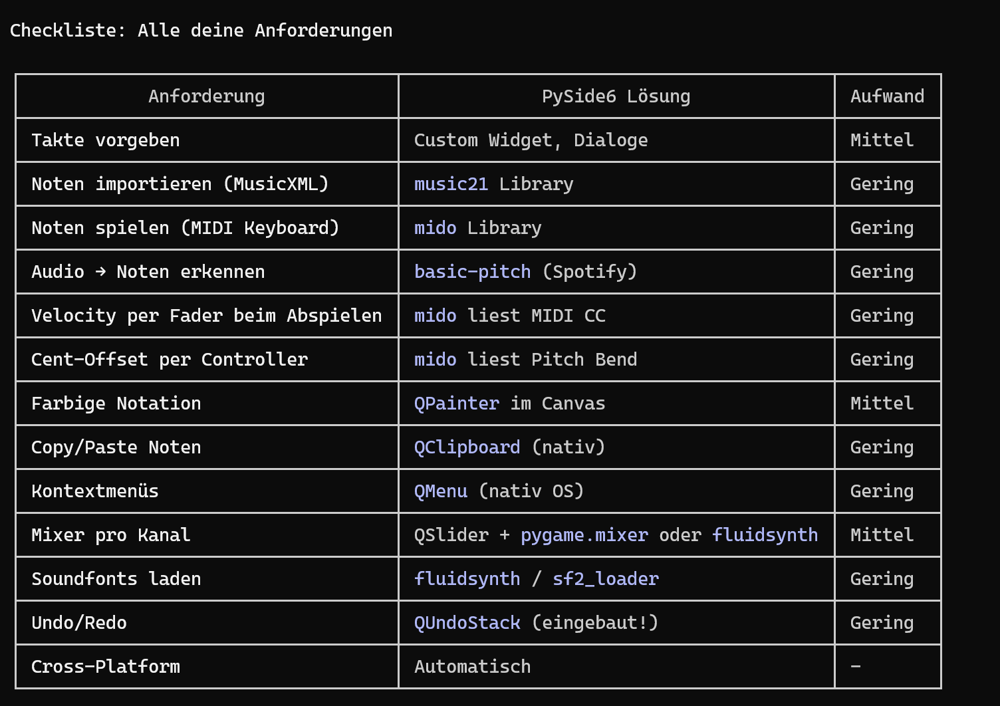 Checkliste: Alle deine Anforderungen
Anforderung PySide6 Lösung Aufwand
Takte vorgeben Custom Widget, Dialoge Mittel
Noten importieren (MusicXML) music21 Library Gering
Noten spielen (MIDI Keyboard) mido Library Gering
Audio → Noten erkennen basic-pitch (Spotify) Gering
Velocity per Fader beim Abspielen mido liest MIDI CC Gering
Cent-Offset per Controller mido liest Pitch Bend Gering
Farbige Notation QPainter im Canvas Mittel
Copy/Paste Noten QClipboard (nativ) Gering
Kontextmenüs QMenu (nativ OS) Gering
Mixer pro Kanal QSlider + pygame.mixer oder fluidsynth Mittel
Soundfonts laden fluidsynth / sf2_loader Gering
Undo/Redo QUndoStack (eingebaut!) Gering
Cross-Platform Automatisch -